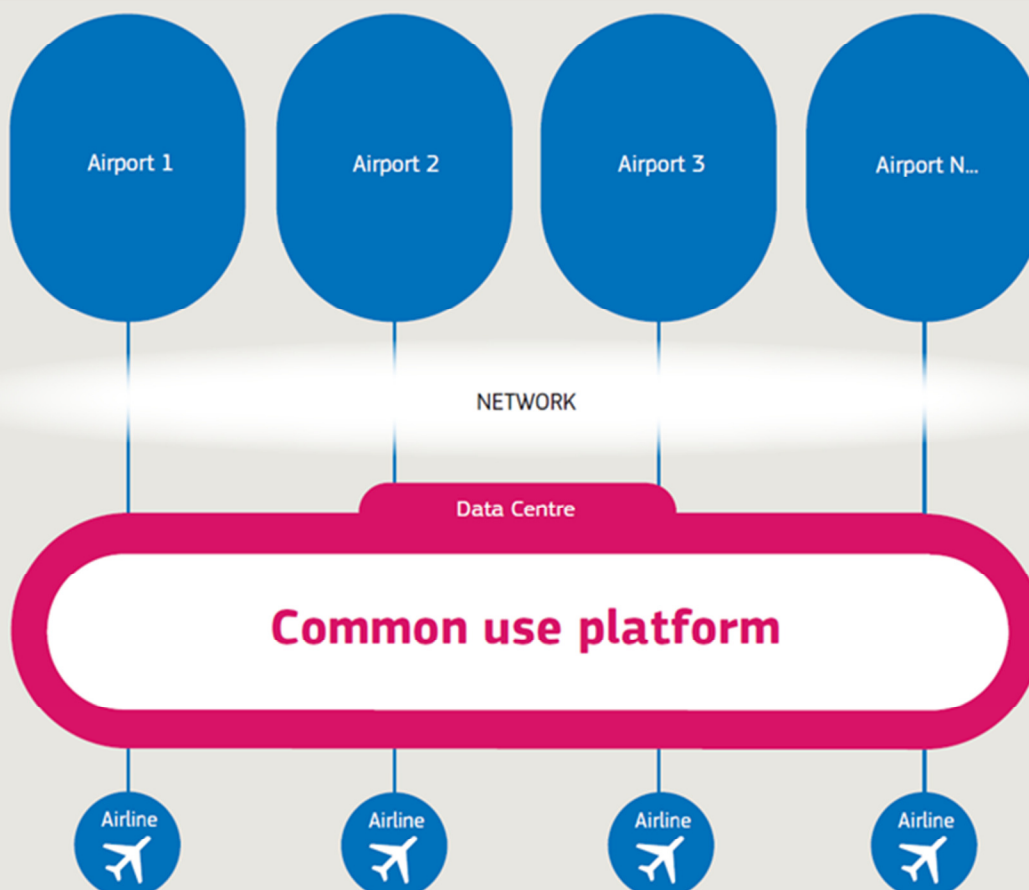 Airport 1
Airport 2
Airport 3
Airport N...
NETWORK
Data Centre
Common use platform
Airline
Airline
Airline
Airline